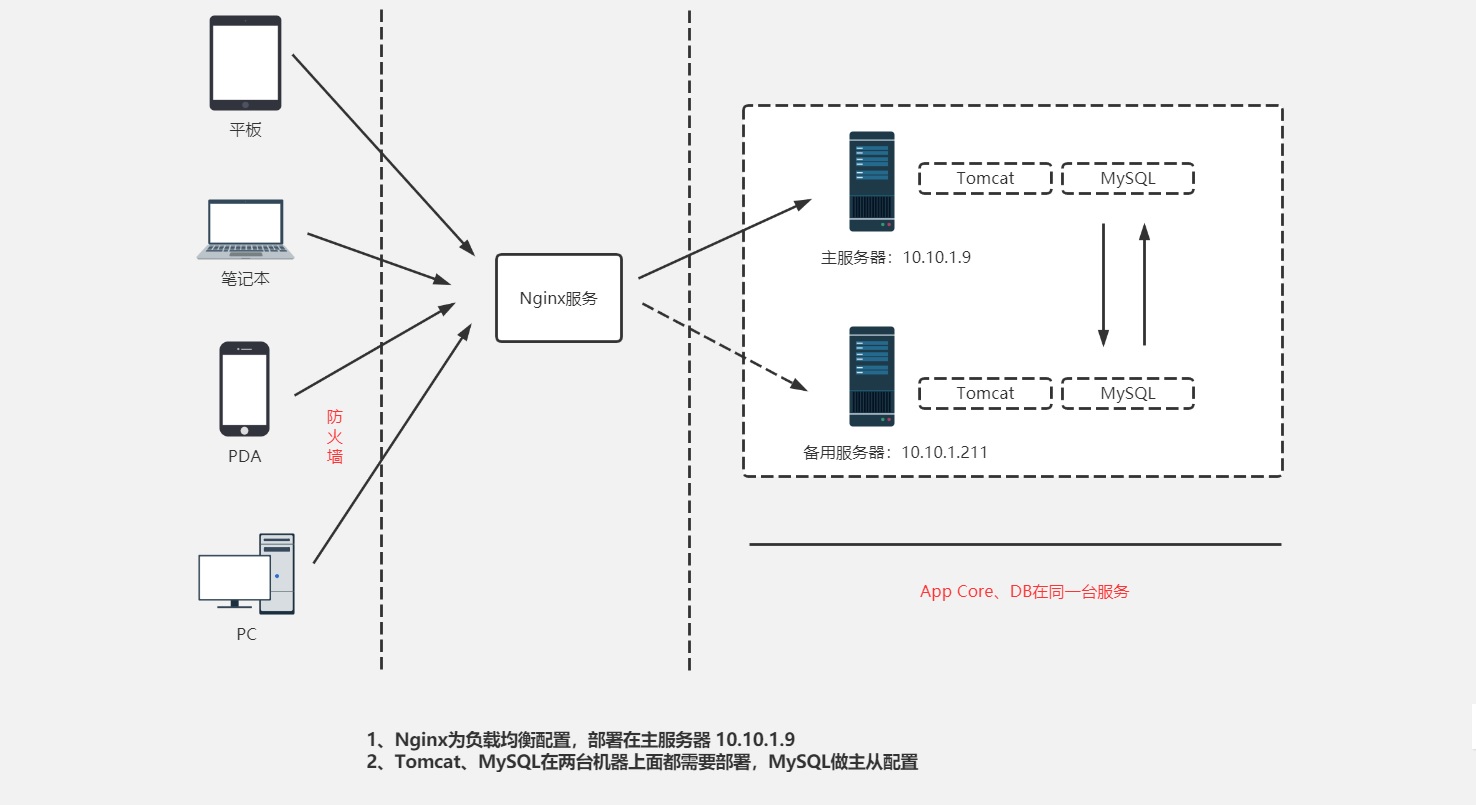 平板
笔记本
PDA
防
火
墙
PC
Nginx服务
Tomcat
MySQL
主服务器：10.10.1.9
Tomcat
MySQL
备用服务器：10.10.1.211
App Core、DB在同一台服务
1、Nginx为负载均衡配置，部署在主服务器 10.10.1.9
2、Tomcat、MySQL在两台机器上面都需要部署，MySQL做主从配置